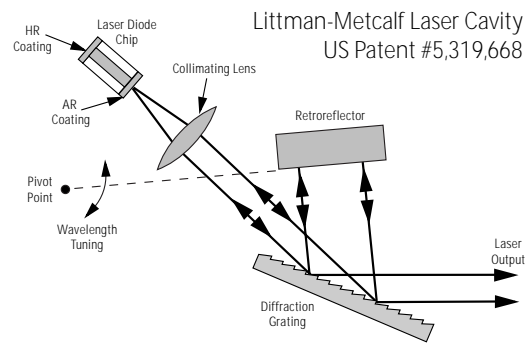 Littman-Metcalf Laser Cavity
US Patent #5,319,668
HR
Coating
Laser Diode
Chip
Collimating Lens
AR
Coating
Retroreflector
Pivot
Point
Wavelength
Tuning
Laser
Output
Diffraction
Grating